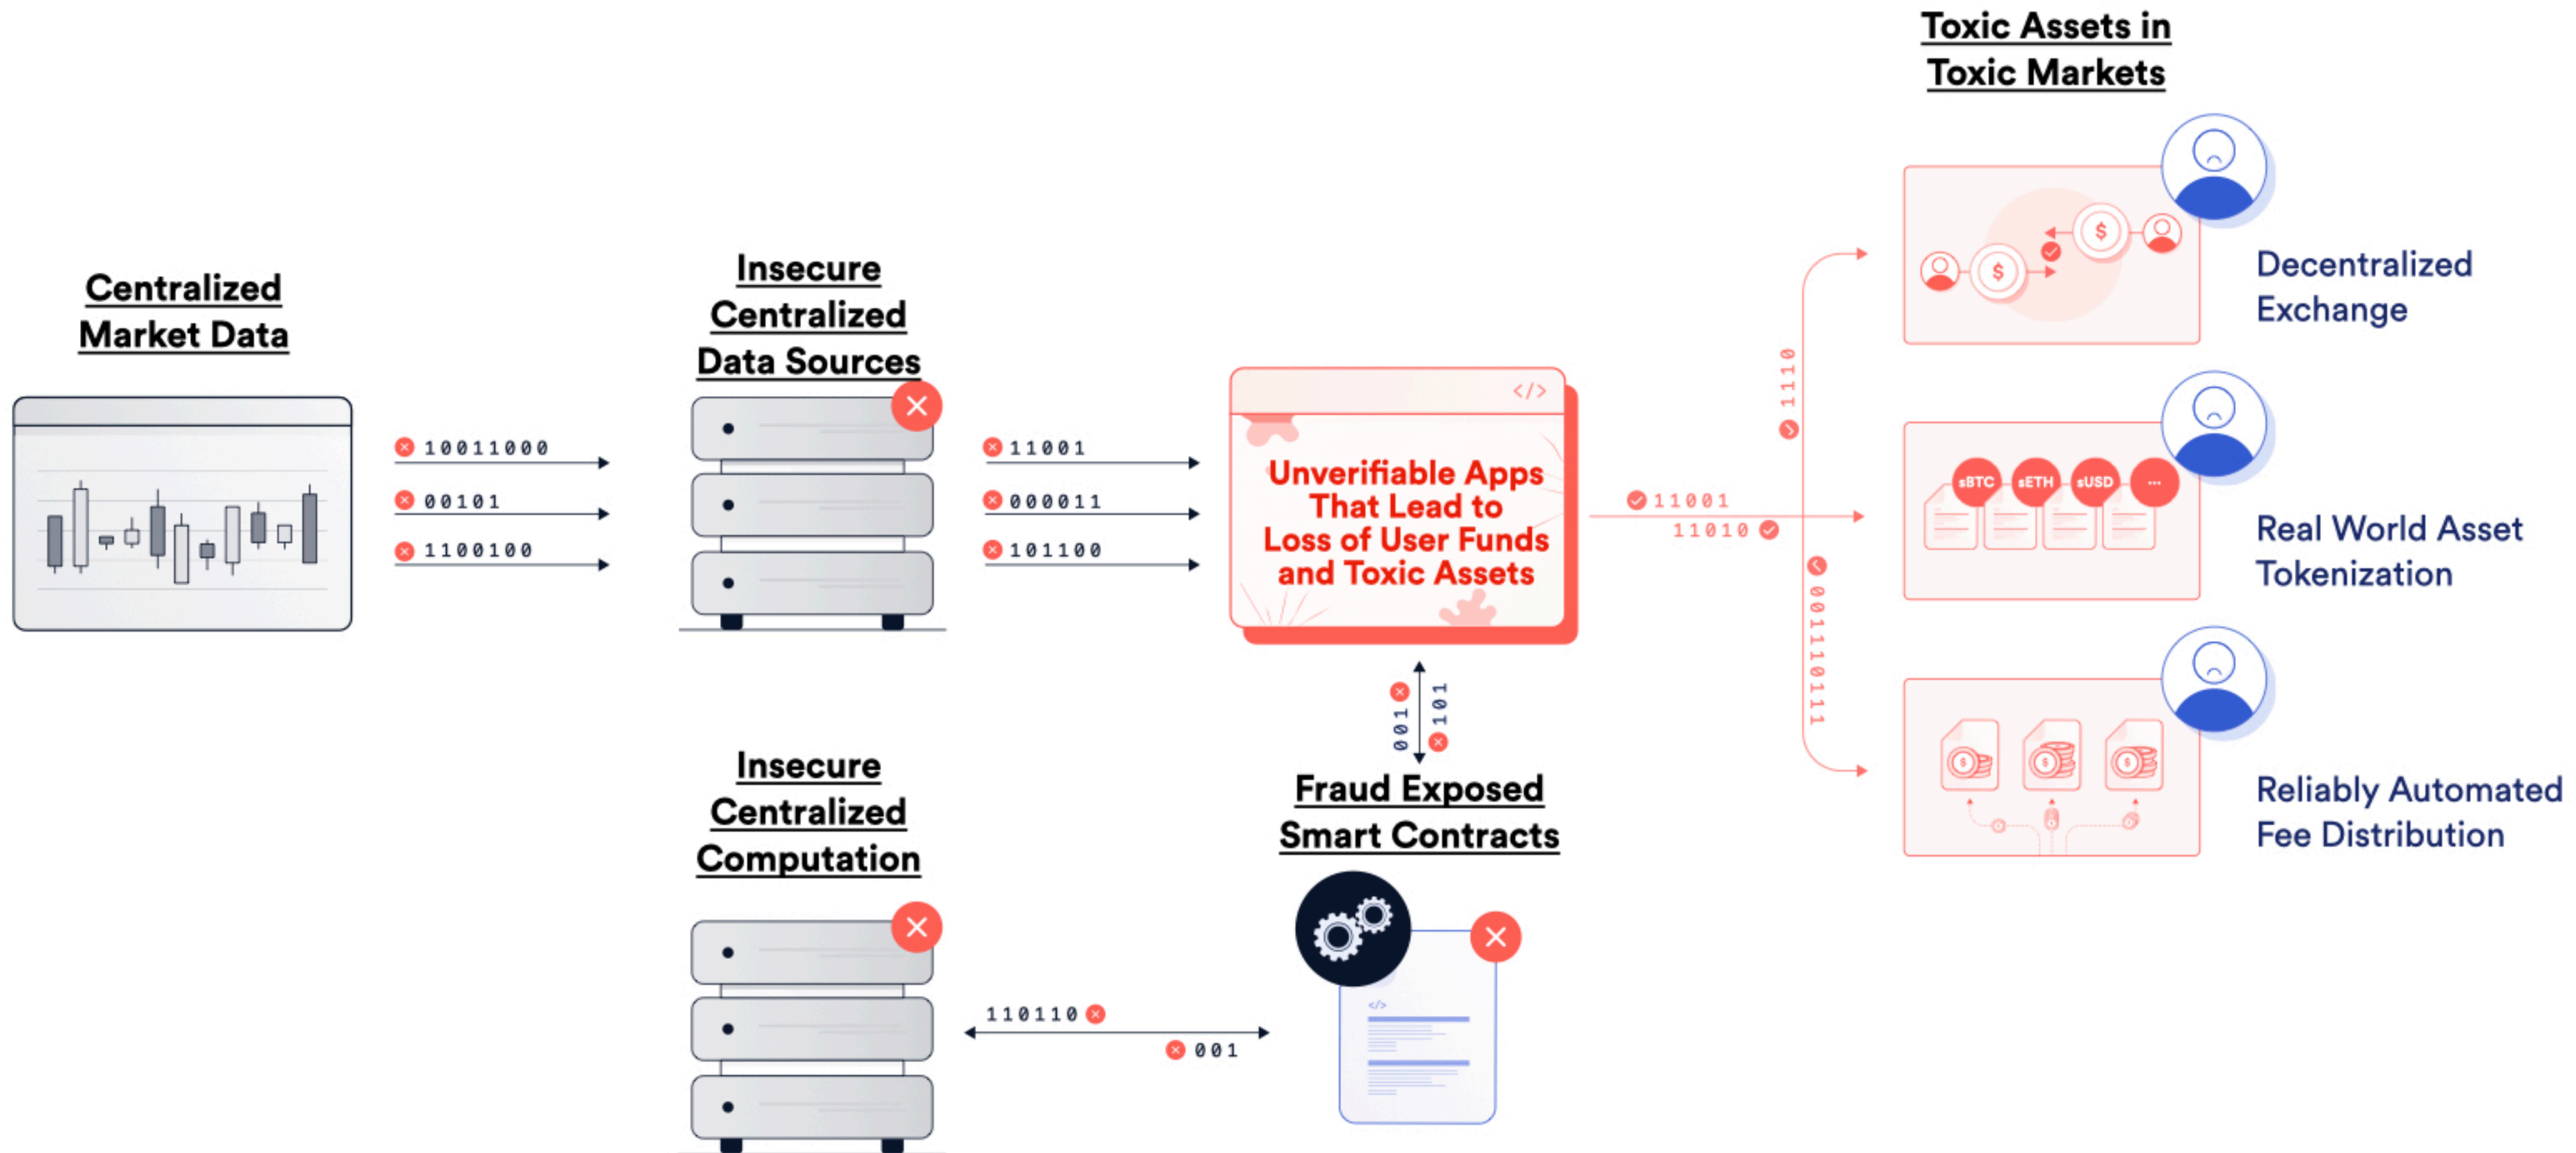 Toxic Assets in
Toxic Markets
Centralized
Market Data
10011000
00101
1100100
Insecure
Centralized
Data Sources
11001
000011
101100
</>
Unverifiable Apps
That Lead to
Loss of User Funds
and Toxic Assets
11001
11010
11110
00111101111
$
$
Decentralized
Exchange
sBTC
sETH
sUSD
...
Real World Asset
Tokenization
$
$
$
Reliably Automated
Fee Distribution
001
101
Insecure
Centralized
Computation
110110
001
Fraud Exposed
Smart Contracts
</>